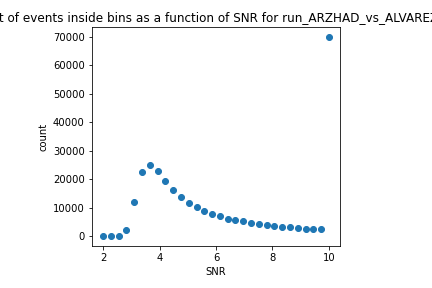 t of events inside bins as a function of SNR for run_ARZHAD_vs_ALVAREZ
70000
60000
50000
40000
30000
20000
10000
0
count
2 4 6 8 10
SNR